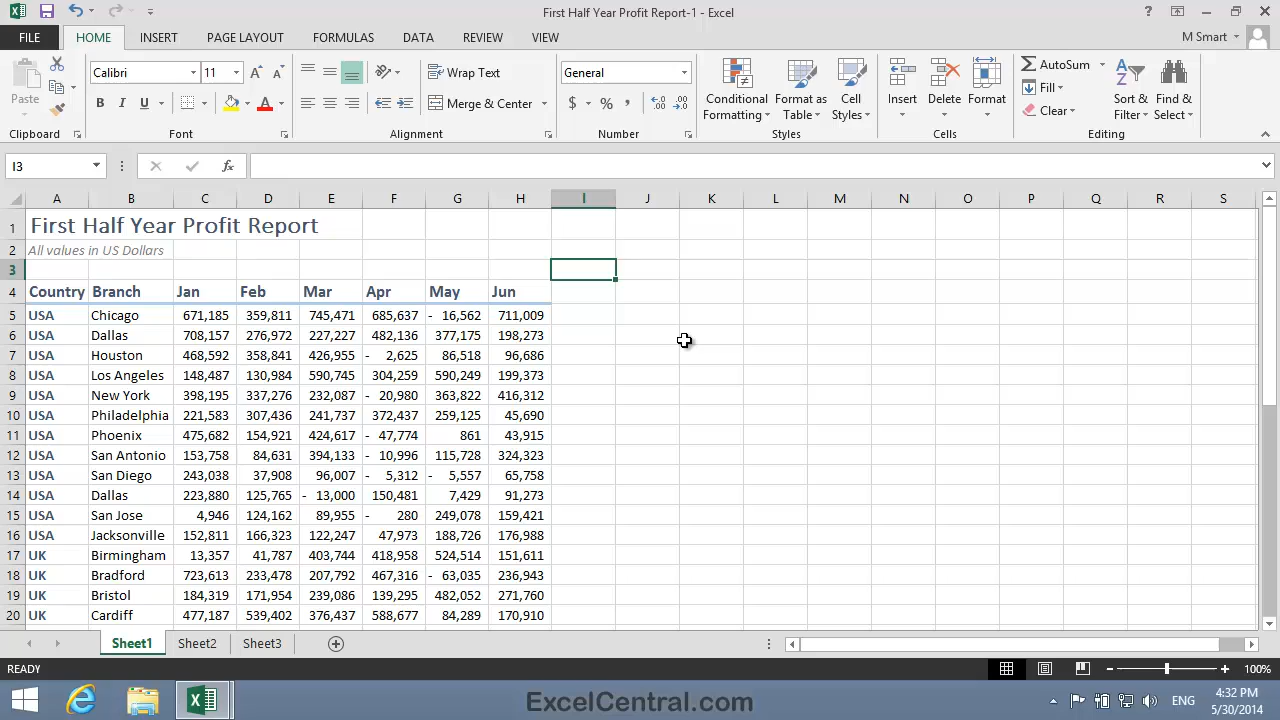 First Half Year Profit Report-1 - Excel
FILE HOME INSERT PAGE LAYOUT FORMULAS DATA REVIEW VIEW M Smart
Calibri 11 Wrap Text General AutoSum
Paste Conditional Formatting Format as Table Cell Styles Insert Delete Format Fill Sort & Filter Find & Select
B I U Merge & Center $ % , Clear
Clipboard Font Alignment Number Styles Cells Editing
I3 fx
A B C D E F G H I J K L M N O P Q R S
1 First Half Year Profit Report
2 All values in US Dollars
3
4 Country Branch Jan Feb Mar Apr May Jun
5 USA Chicago 671,185 359,811 745,471 685,637 - 16,562 711,009
6 USA Dallas 708,157 276,972 227,227 482,136 377,175 198,273
7 USA Houston 468,592 358,841 426,955 - 2,625 86,518 96,686
8 USA Los Angeles 148,487 130,984 590,745 304,259 590,249 199,373
9 USA New York 398,195 337,276 232,087 - 20,980 363,822 416,312
10 USA Philadelphia 221,583 307,436 241,737 372,437 259,125 45,690
11 USA Phoenix 475,682 154,921 424,617 - 47,774 861 43,915
12 USA San Antonio 153,758 84,631 394,133 - 10,996 115,728 324,323
13 USA San Diego 243,038 37,908 96,007 - 5,312 - 5,557 65,758
14 USA Dallas 223,880 125,765 - 13,000 150,481 7,429 91,273
15 USA San Jose 4,946 124,162 89,955 - 280 249,078 159,421
16 USA Jacksonville 152,811 166,323 122,247 47,973 188,726 176,988
17 UK Birmingham 13,357 41,787 403,744 418,958 524,514 151,611
18 UK Bradford 723,613 233,478 207,792 467,316 - 63,035 236,943
19 UK Bristol 184,319 171,954 239,086 139,295 482,052 271,760
20 UK Cardiff 477,187 539,402 376,437 588,677 84,289 170,910
Sheet1 Sheet2 Sheet3
READY 100%
ExcelCentral.com ENG 4:32 PM
5/30/2014